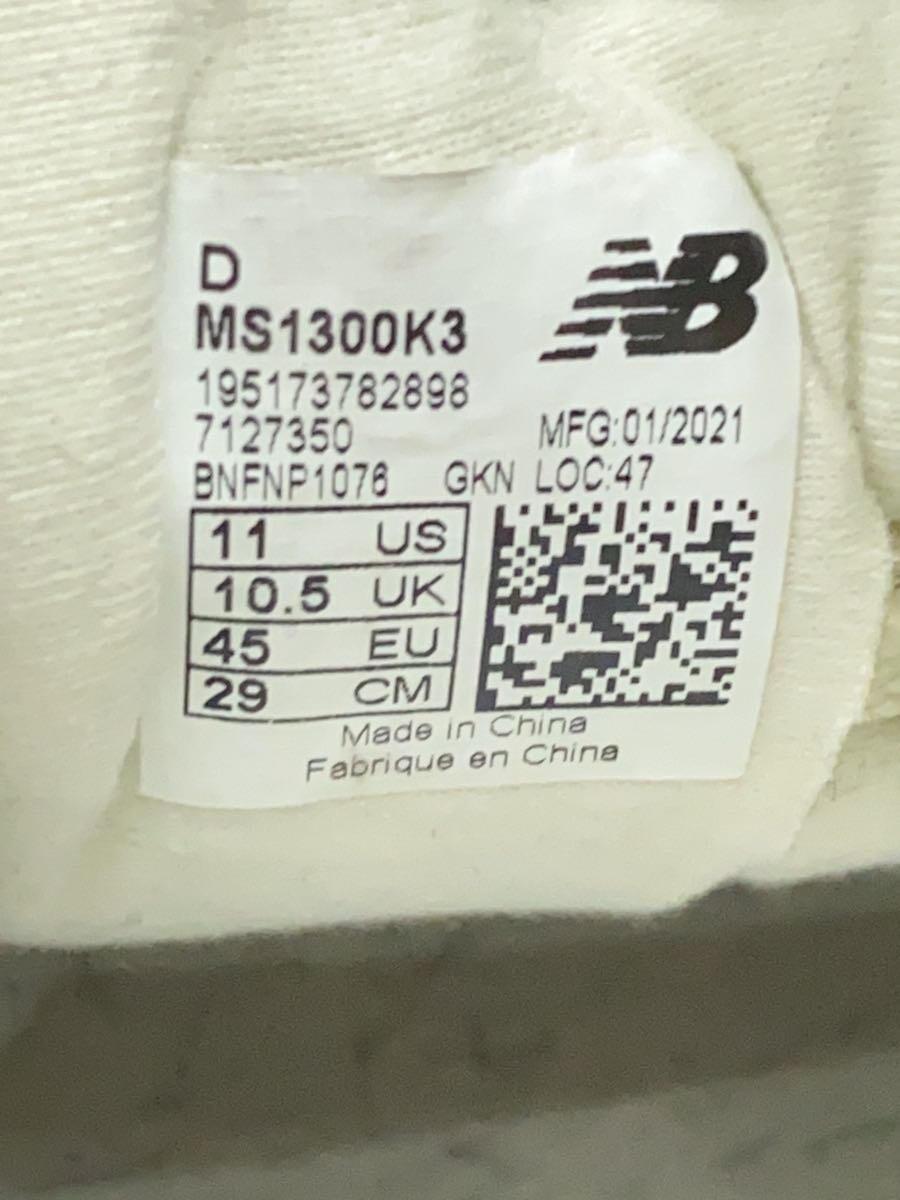 D
MS1300K3
NB
195173782898
7127350
MFG:01/2021
BNFNP1076 GKN LOC:47
11 US
10.5 UK
45 EU
29 CM
Made in China
Fabrique en China